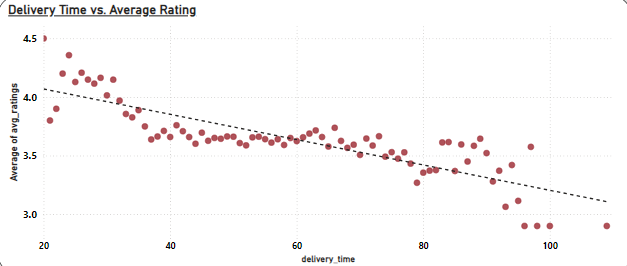 Delivery Time vs. Average Rating
4.5
4.0
3.5
3.0
Average of avg_ratings
20 40 60 80 100
delivery_time